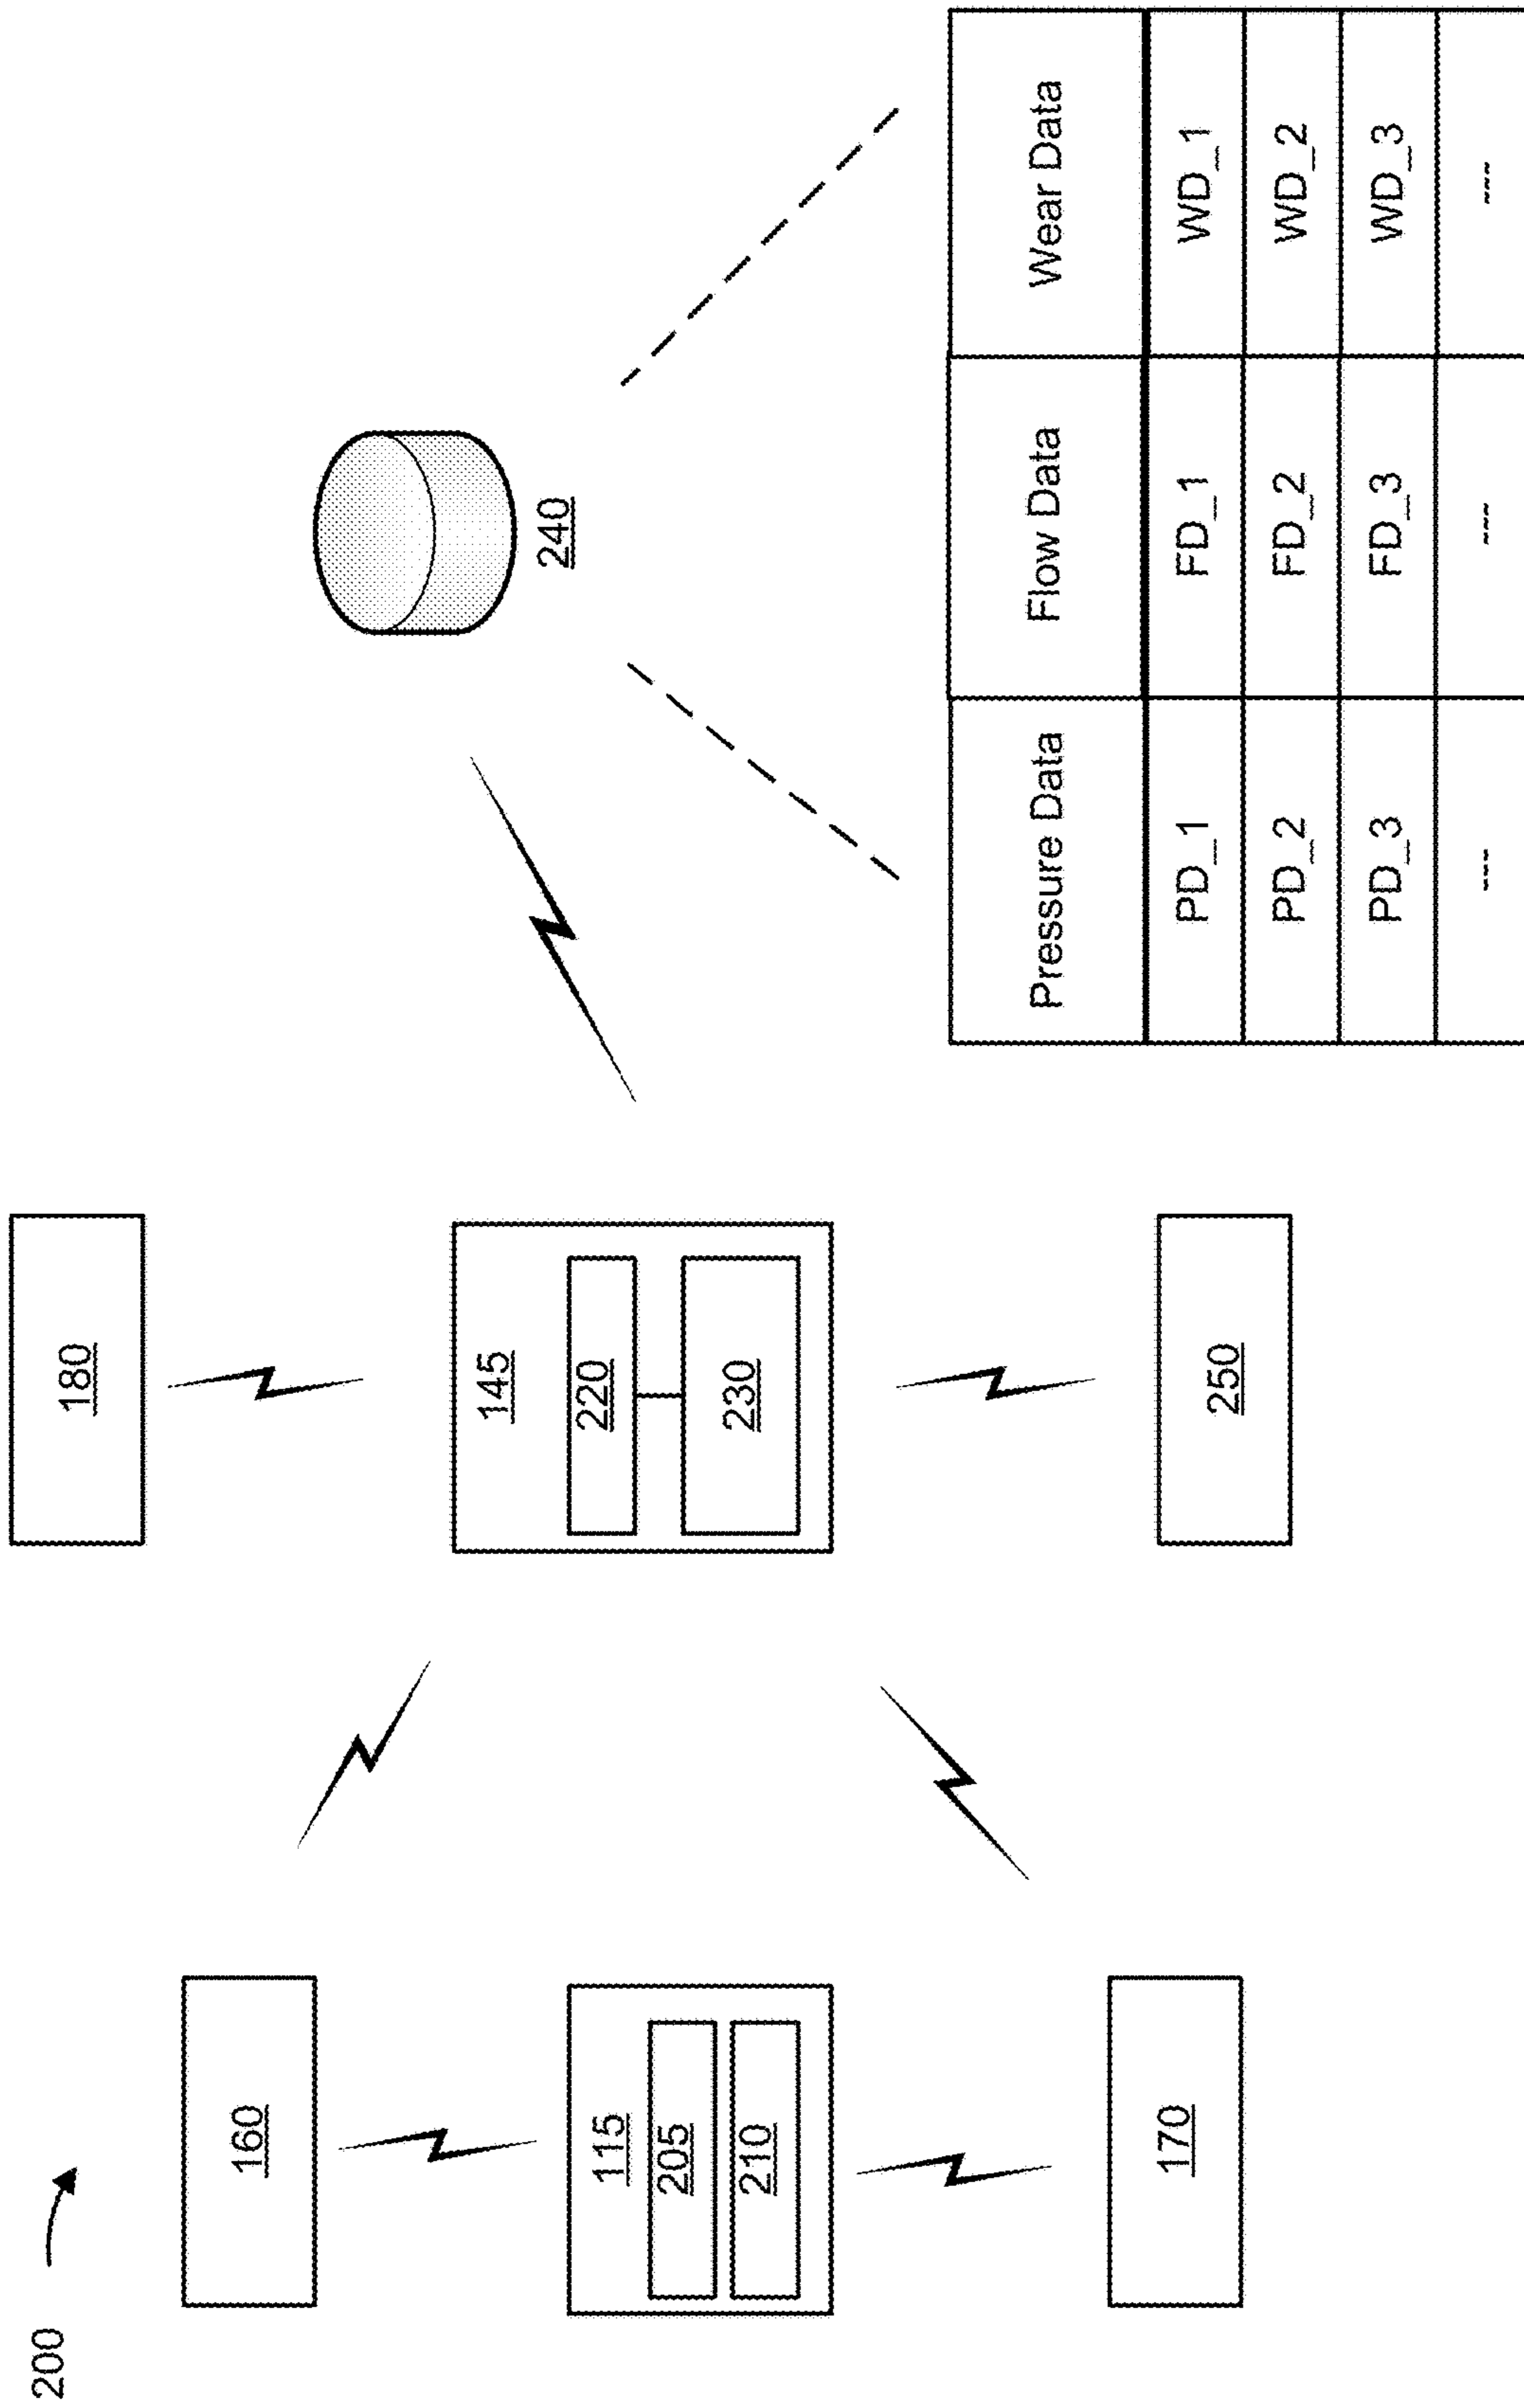 200
180
160
145
220
230
115
205
210
170
250
240
Pressure Data Flow Data Wear Data
PD_1 FD_1 WD_1
PD_2 FD_2 WD_2
PD_3 FD_3 WD_3
--- --- ---